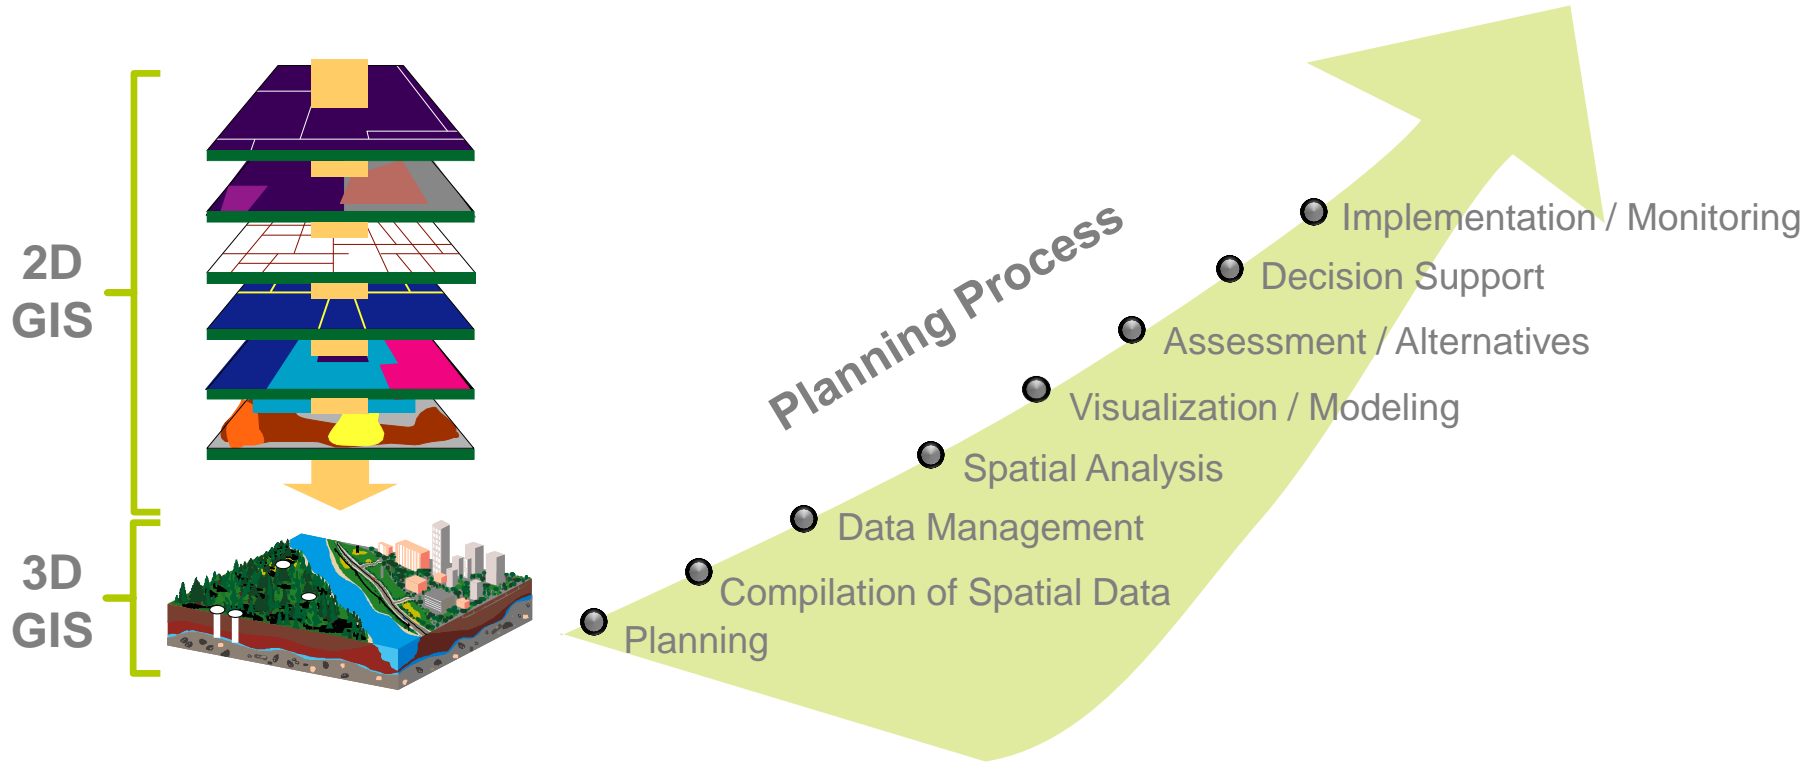 2D
GIS
3D
GIS
Planning Process
Implementation / Monitoring
Decision Support
Assessment / Alternatives
Visualization / Modeling
Spatial Analysis
Data Management
Compilation of Spatial Data
Planning